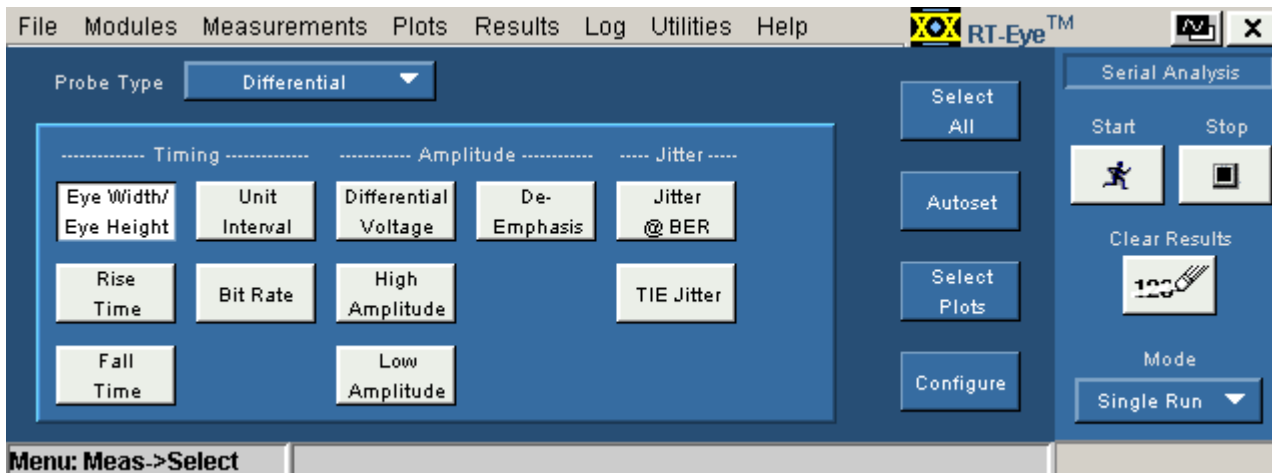 File Modules Measurements Plots Results Log Utilities Help RT-Eye™
Probe Type Differential
Select All
Autoset
Select Plots
Configure
-------------- Timing -------------
------------ Amplitude ------------
----- Jitter -----
Eye Width/
Eye Height
Unit
Interval
Differential
Voltage
De-
Emphasis
Jitter
@ BER
Rise
Time
Bit Rate
High
Amplitude
TIE Jitter
Fall
Time
Low
Amplitude
Serial Analysis
Start Stop
Clear Results
123
Mode
Single Run
Menu: Meas->Select